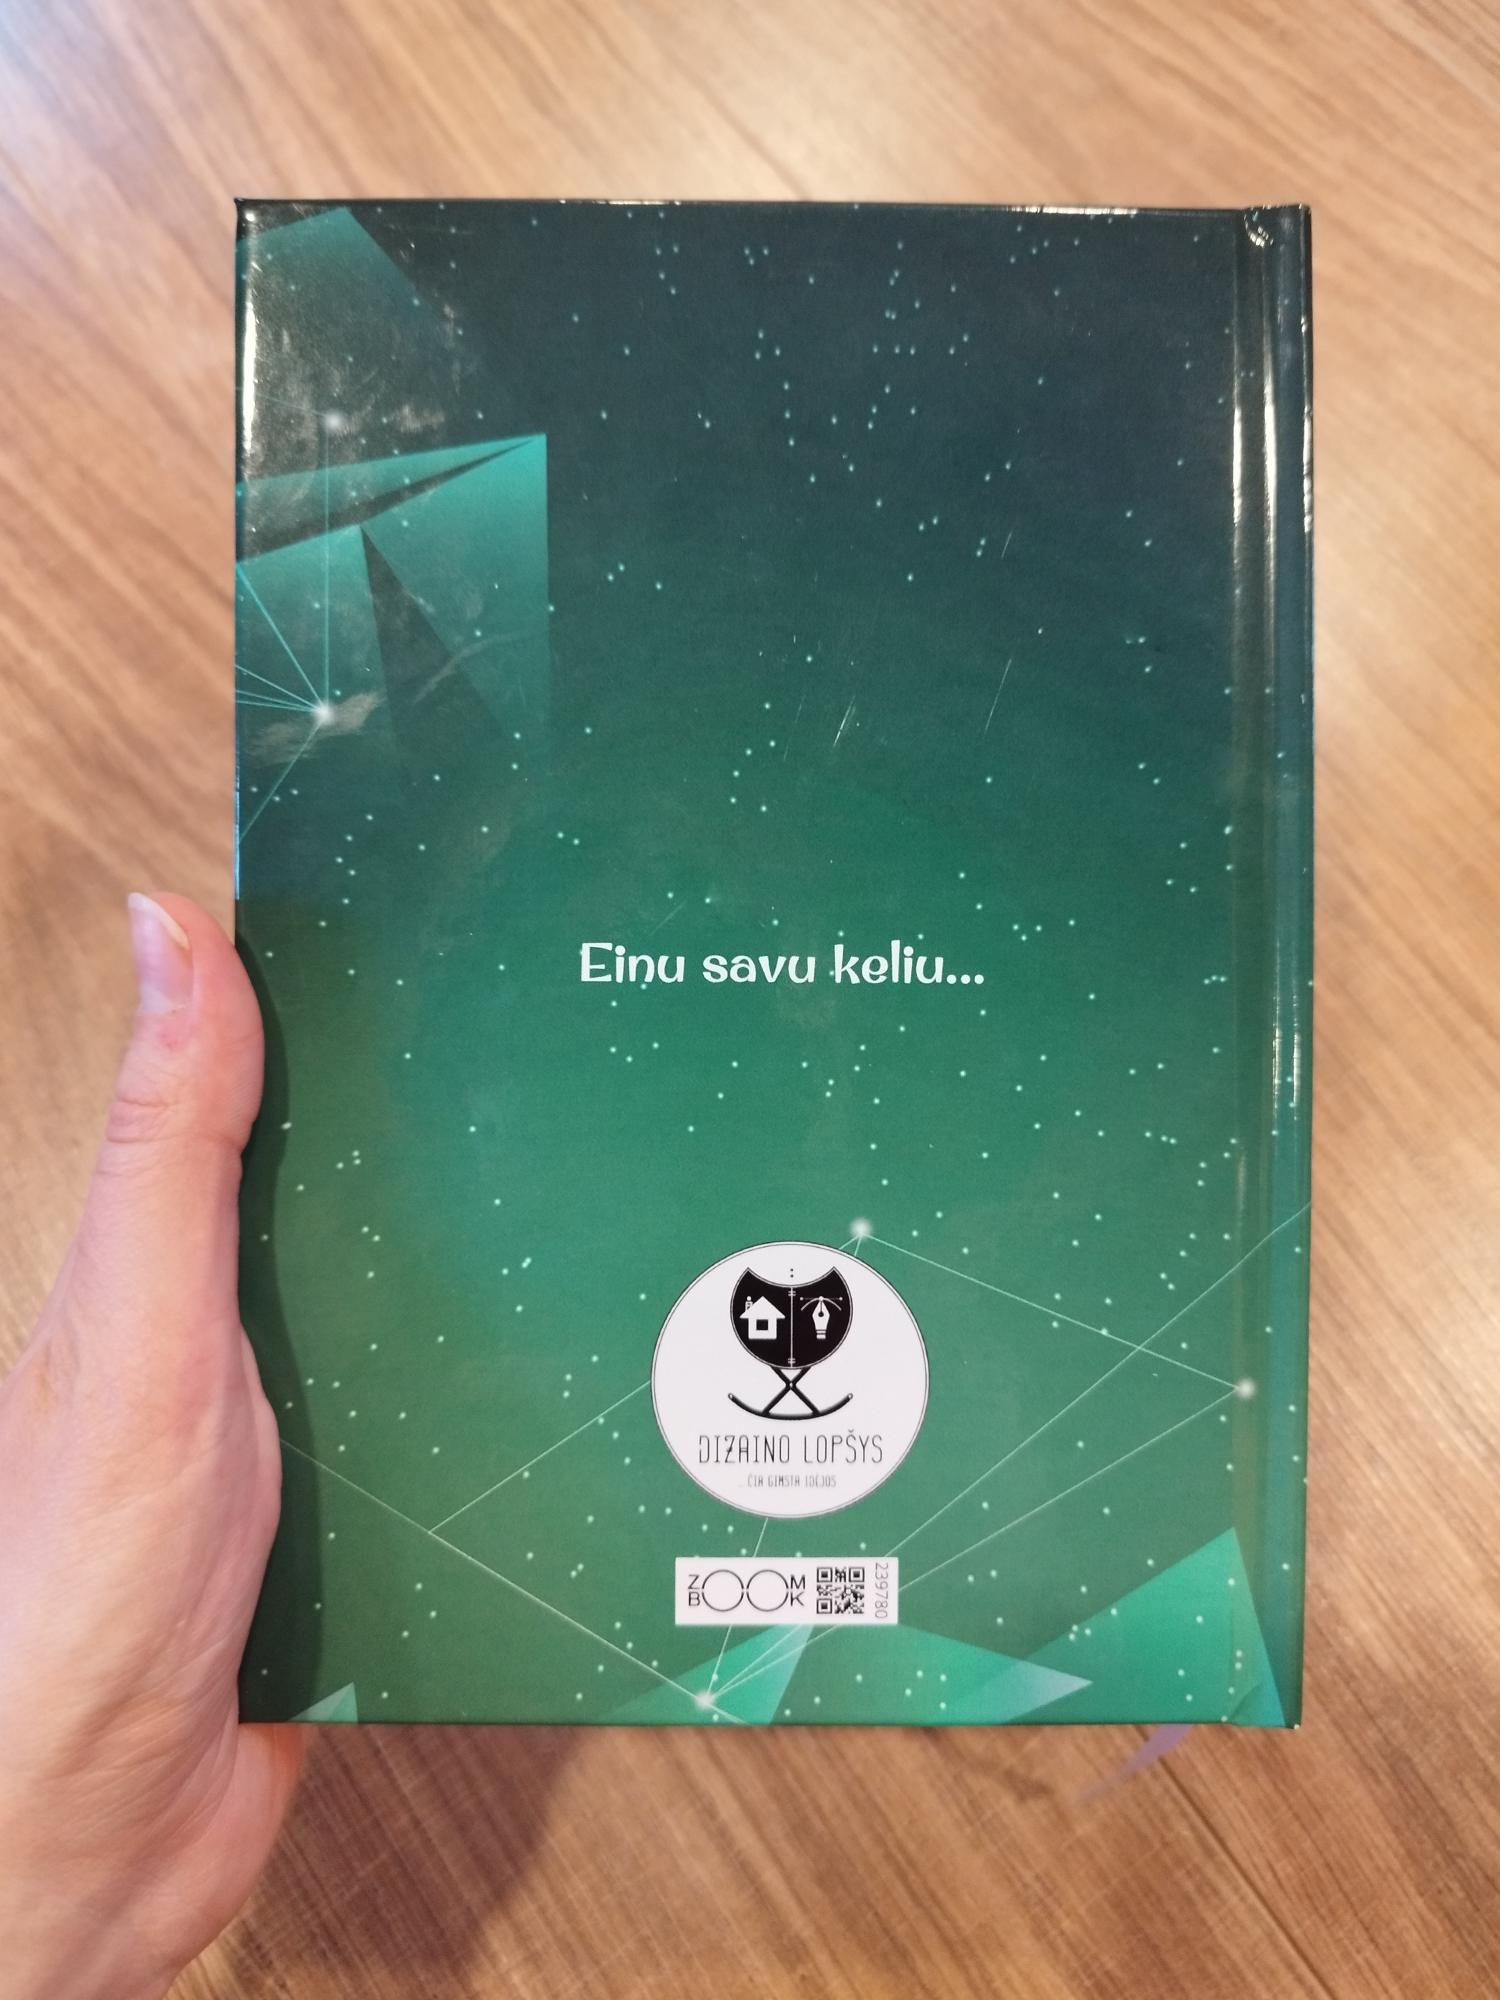 Einu savu keliu...
DIZAINO LOPŠYS
... ČIA GIMSTA IDĖJOS
ZOOM
BOOK
239780